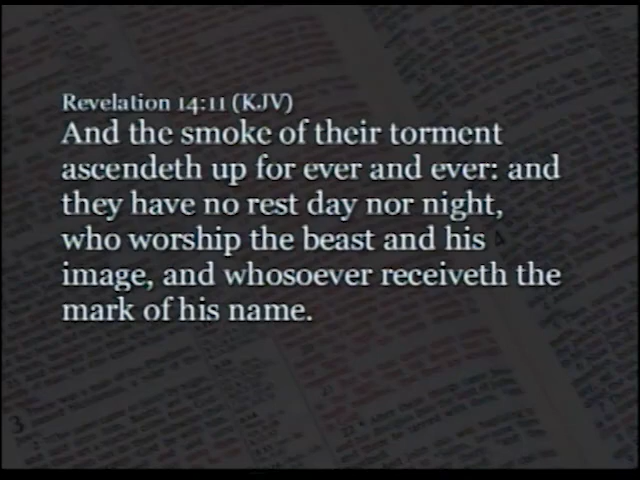 Revelation 14:11 (KJV)
And the smoke of their torment
ascendeth up for ever and ever: and
they have no rest day nor night,
who worship the beast and his
image, and whosoever receiveth the
mark of his name.